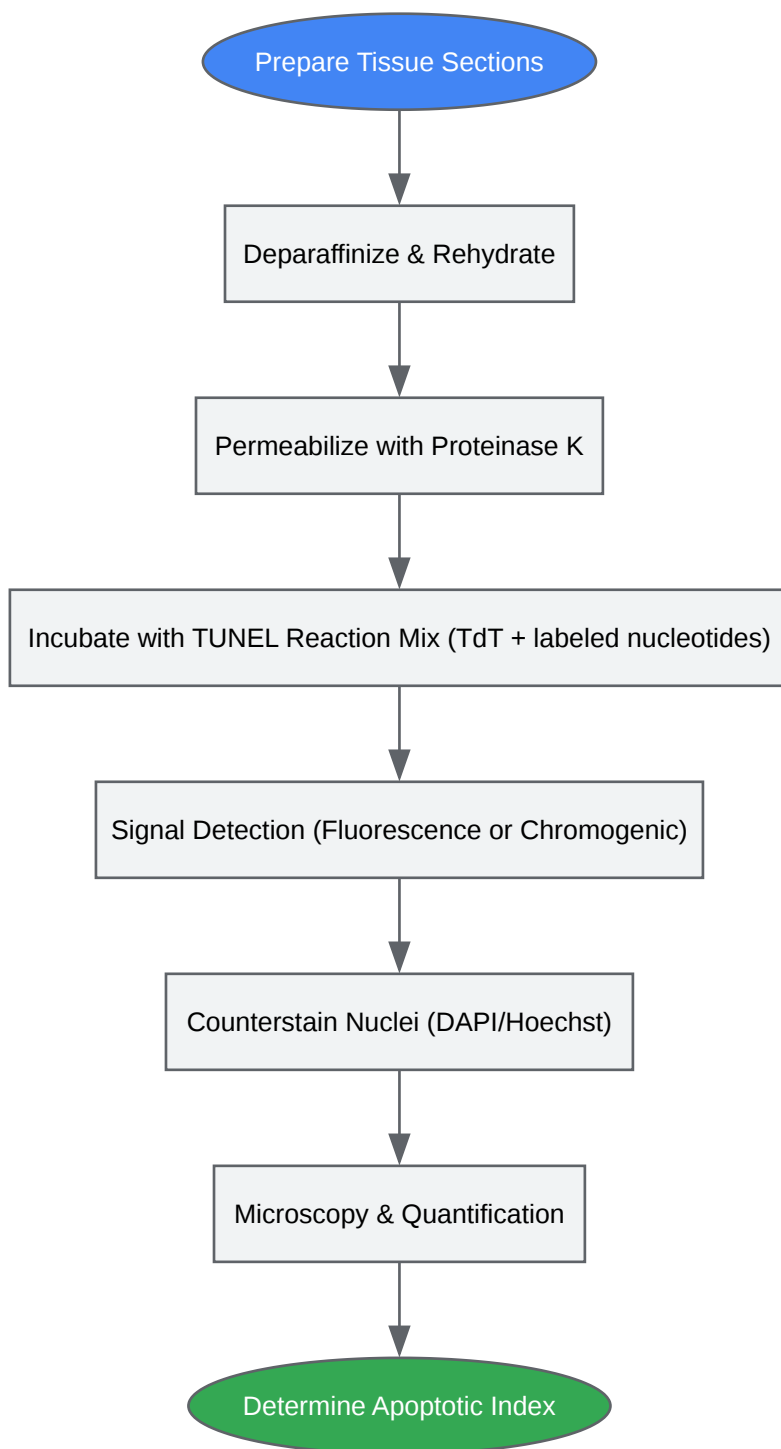 Prepare Tissue Sections
Deparaffinize & Rehydrate
Permeabilize with Proteinase K
Incubate with TUNEL Reaction Mix (TdT + labeled nucleotides)
Signal Detection (Fluorescence or Chromogenic)
Counterstain Nuclei (DAPI/Hoechst)
Microscopy & Quantification
Determine Apoptotic Index